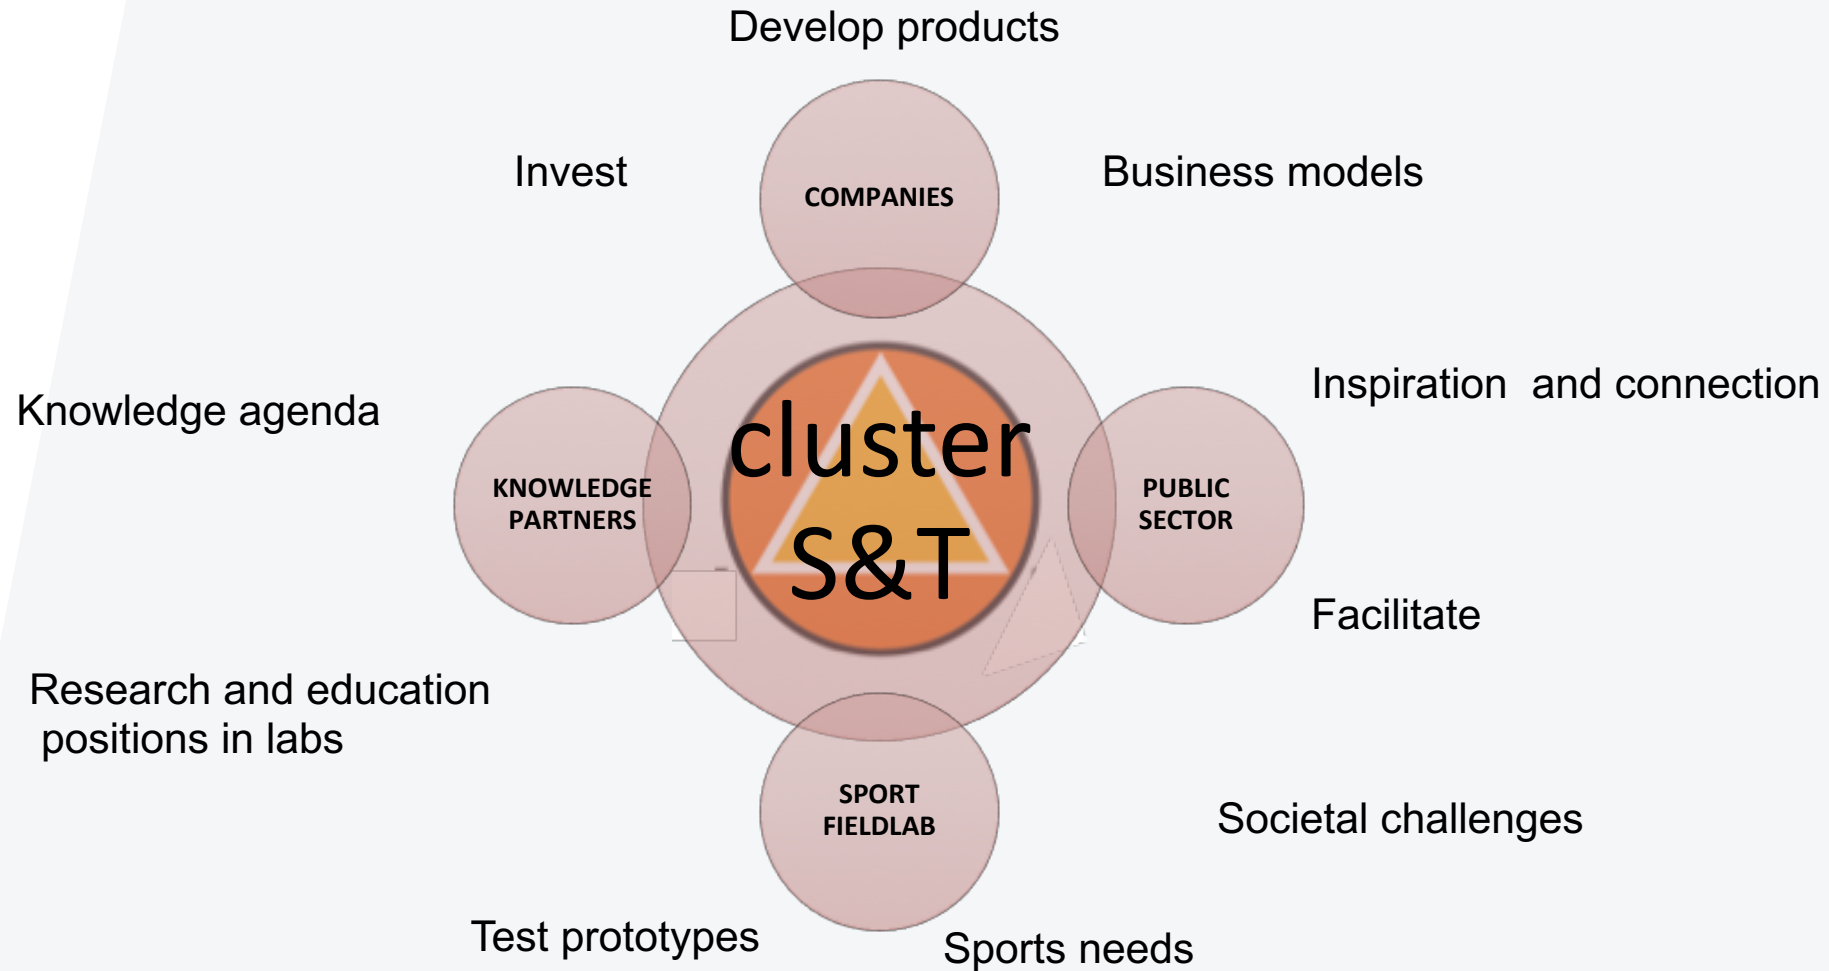 Develop products
Invest
Business models
COMPANIES
Inspiration  and connection
Knowledge agenda
cluster
S&T
KNOWLEDGE
PARTNERS
PUBLIC
SECTOR
Facilitate
Research and education
positions in labs
SPORT
FIELDLAB
Societal challenges
Test prototypes
Sports needs